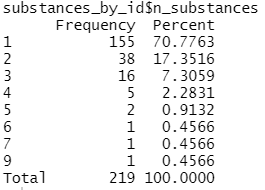 substances_by_id$n_substances
Frequency Percent
1 155 70.7763
2 38 17.3516
3 16 7.3059
4 5 2.2831
5 2 0.9132
6 1 0.4566
7 1 0.4566
9 1 0.4566
Total 219 100.0000